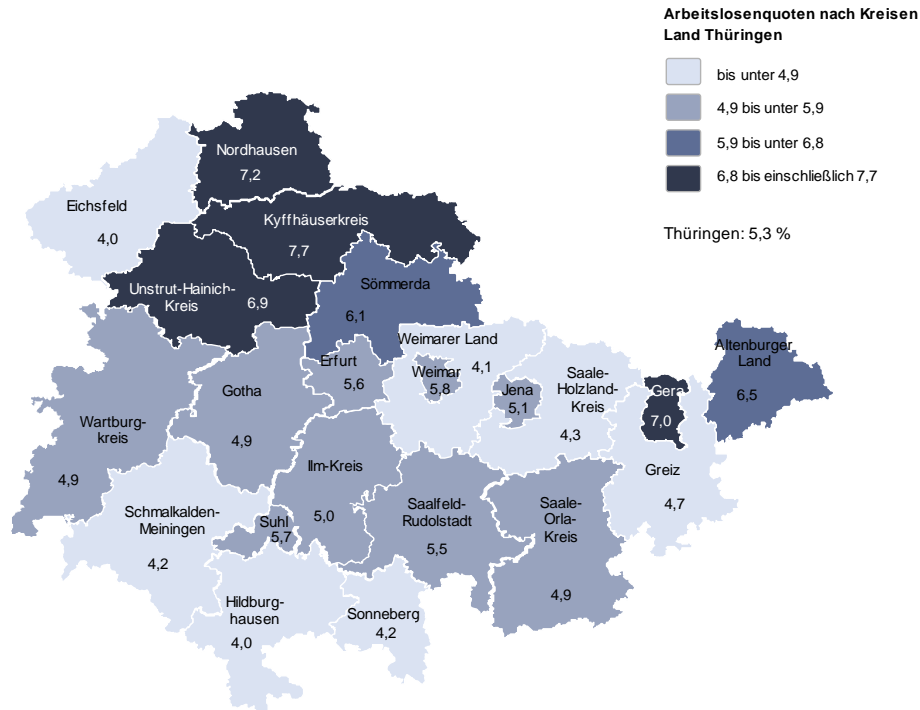 Arbeitslosenquoten nach Kreisen
Land Thüringen
bis unter 4,9
4,9 bis unter 5,9
5,9 bis unter 6,8
6,8 bis einschließlich 7,7
Thüringen: 5,3 %
Nordhausen
7,2
Eichsfeld
4,0
Kyffhäuserkreis
7,7
Unstrut-Hainich-
Kreis
6,9
Sömmerda
6,1
Weimarer Land
4,1
Erfurt
5,6
Weimar
5,8
Jena
5,1
Saale-
Holzland-
Kreis
4,3
Gera
7,0
Altenburger
Land
6,5
Gotha
4,9
Wartburg-
kreis
4,9
Ilm-Kreis
5,0
Greiz
4,7
Schmalkalden-
Meiningen
4,2
Suhl
5,7
Saalfeld-
Rudolstadt
5,5
Saale-
Orla-
Kreis
4,9
Hildburg-
hausen
4,0
Sonneberg
4,2